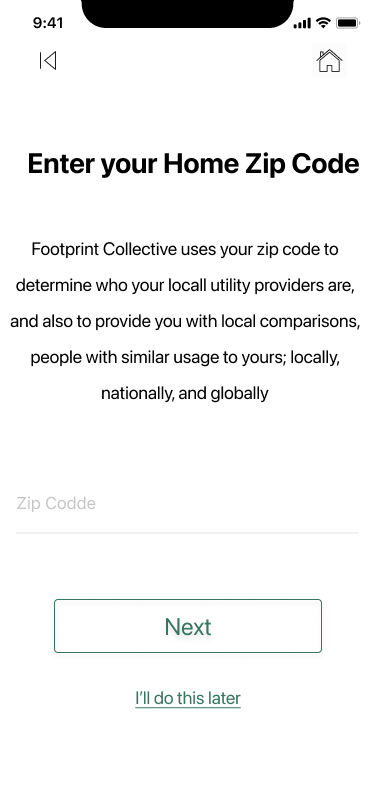 9:41
Enter your Home Zip Code
Footprint Collective uses your zip code to
determine who your locall utility providers are,
and also to provide you with local comparisons,
people with similar usage to yours; locally,
nationally, and globally
Zip Codde
Next
I’ll do this later